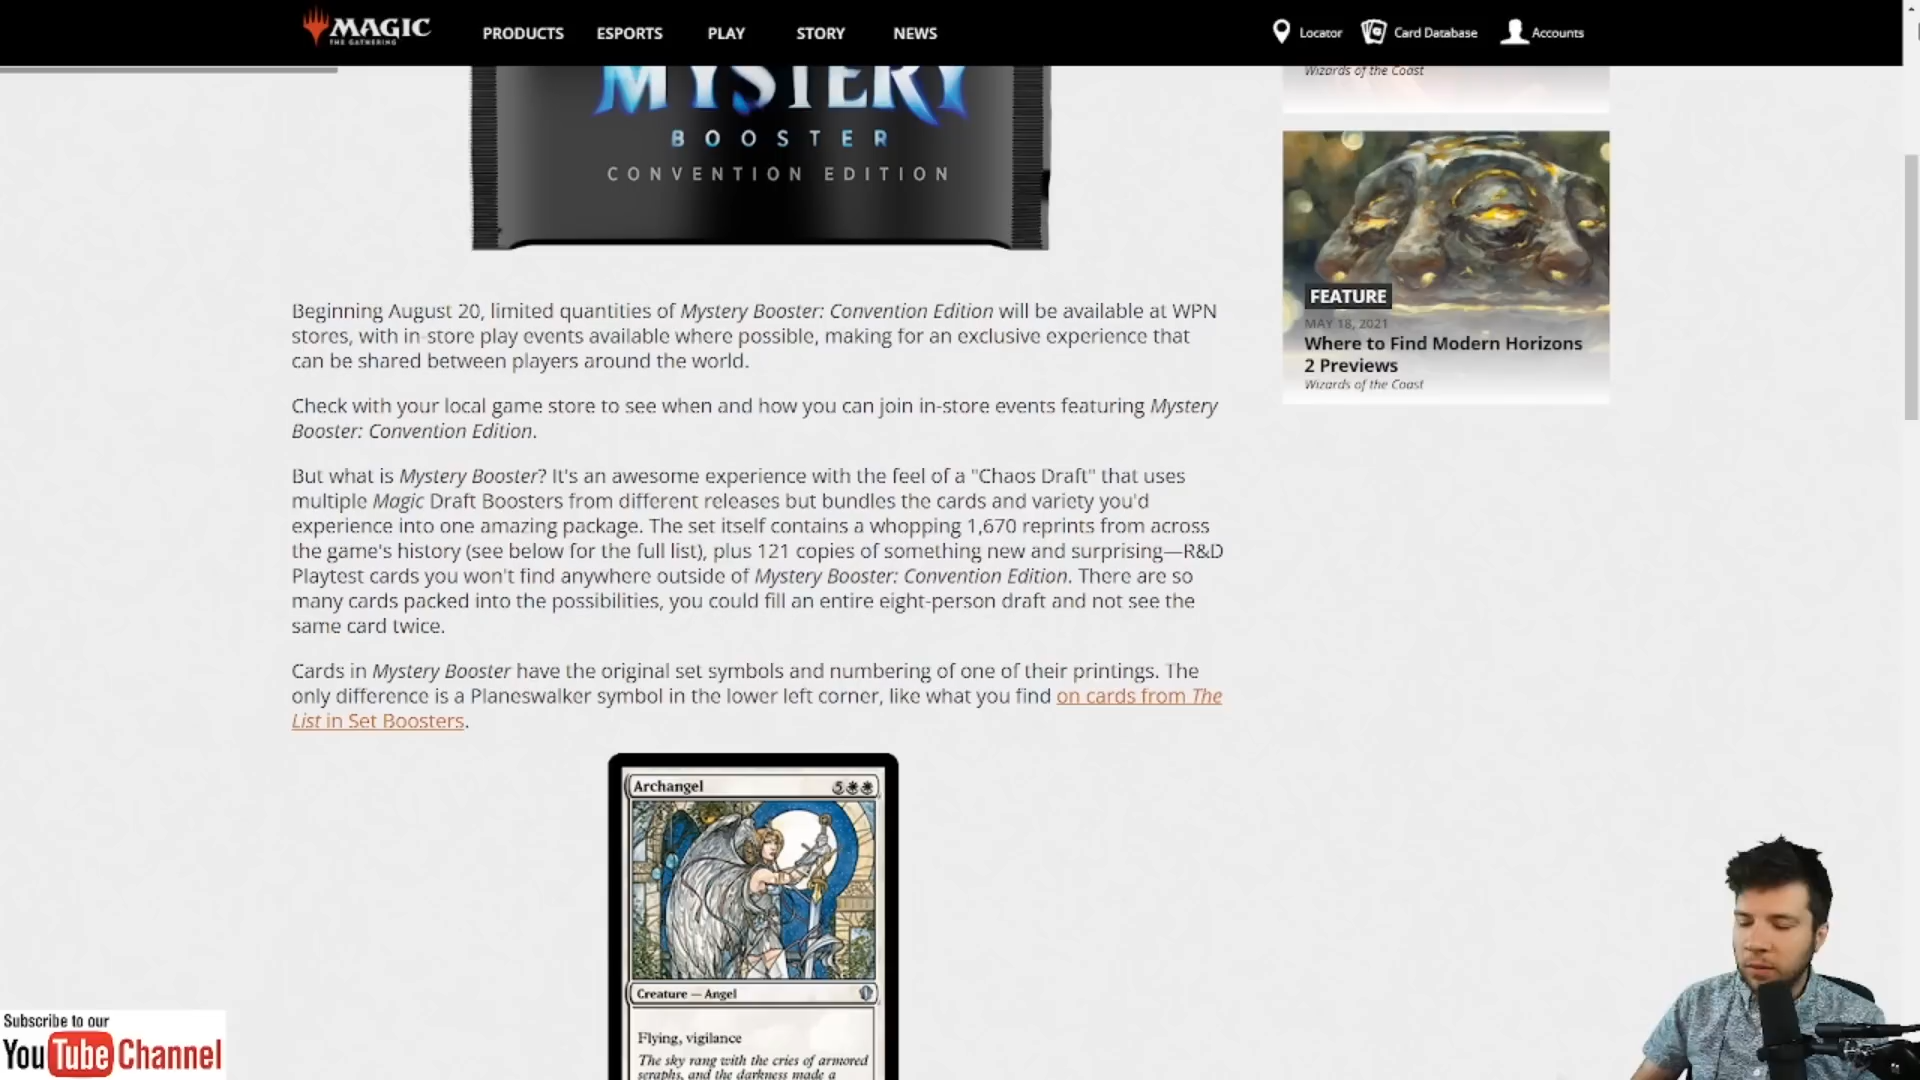 MAGIC
THE GATHERING
PRODUCTS ESPORTS PLAY STORY NEWS
Locator Card Database Accounts
MYSTERY
BOOSTER
CONVENTION EDITION
Beginning August 20, limited quantities of Mystery Booster: Convention Edition will be available at WPN
stores, with in-store play events available where possible, making for an exclusive experience that
can be shared between players around the world.
Check with your local game store to see when and how you can join in-store events featuring Mystery
Booster: Convention Edition.
But what is Mystery Booster? It's an awesome experience with the feel of a "Chaos Draft" that uses
multiple Magic Draft Boosters from different releases but bundles the cards and variety you'd
experience into one amazing package. The set itself contains a whopping 1,670 reprints from across
the game's history (see below for the full list), plus 121 copies of something new and surprising—R&D
Playtest cards you won't find anywhere outside of Mystery Booster: Convention Edition. There are so
many cards packed into the possibilities, you could fill an entire eight-person draft and not see the
same card twice.
Cards in Mystery Booster have the original set symbols and numbering of one of their printings. The
only difference is a Planeswalker symbol in the lower left corner, like what you find on cards from The
List in Set Boosters.
Archangel 5
Creature — Angel
Flying, vigilance
The sky rang with the cries of armored
seraphs, and the darkness made a
Wizards of the Coast
FEATURE
MAY 18, 2021
Where to Find Modern Horizons
2 Previews
Wizards of the Coast
Subscribe to our
YouTube Channel